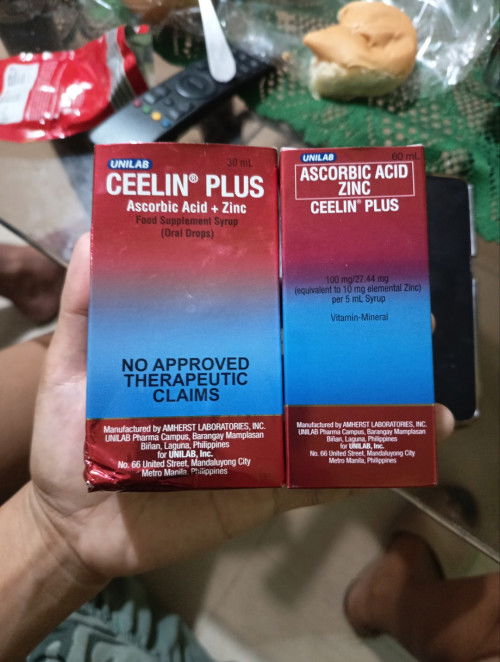 UNILAB
30 mL
CEELIN® PLUS
Ascorbic Acid + Zinc
Food Supplement Syrup
(Oral Drops)
NO APPROVED
THERAPEUTIC
CLAIMS
Manufactured by AMHERST LABORATORIES, INC.
UNILAB Pharma Campus, Barangay Mamplasan
Biñan, Laguna, Philippines
for UNILAB, Inc.
No. 66 United Street, Mandaluyong City
Metro Manila, Philippines
UNILAB
60 mL
ASCORBIC ACID
ZINC
CEELIN® PLUS
100 mg/27.44 mg
(equivalent to 10 mg elemental Zinc)
per 5 mL Syrup
Vitamin-Mineral
Manufactured by AMHERST LABORATORIES, INC.
UNILAB Pharma Campus, Barangay Mamplasan
Biñan, Laguna, Philippines
for UNILAB, Inc.
No. 66 United Street, Mandaluyong City
Metro Manila, Philippines